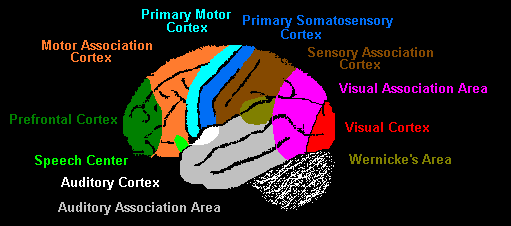 Primary Motor
Cortex
Primary Somatosensory
Cortex
Motor Association
Cortex
Sensory Association
Cortex
Visual Association Area
Prefrontal Cortex
Visual Cortex
Speech Center
Wernicke's Area
Auditory Cortex
Auditory Association Area